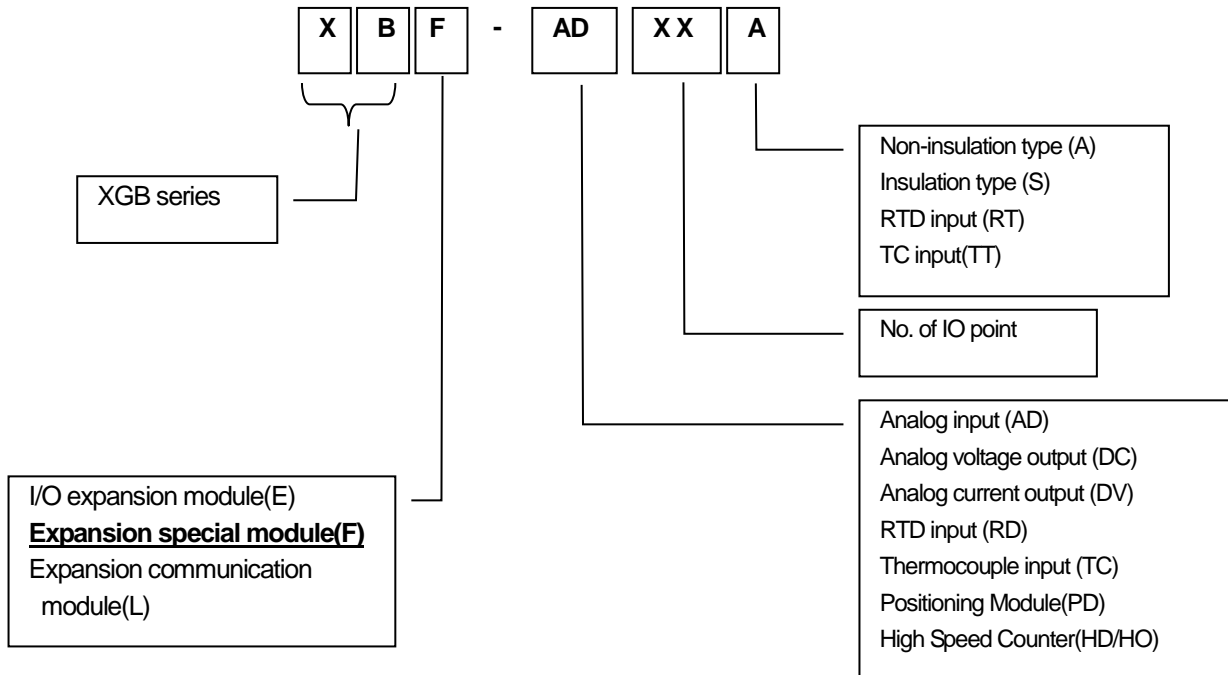 X B F - AD X X A
Non-insulation type (A)
Insulation type (S)
RTD input (RT)
TC input(TT)
XGB series
No. of IO point
Analog input (AD)
Analog voltage output (DC)
Analog current output (DV)
RTD input (RD)
Thermocouple input (TC)
Positioning Module(PD)
High Speed Counter(HD/HO)
I/O expansion module(E)
Expansion special module(F)
Expansion communication
module(L)